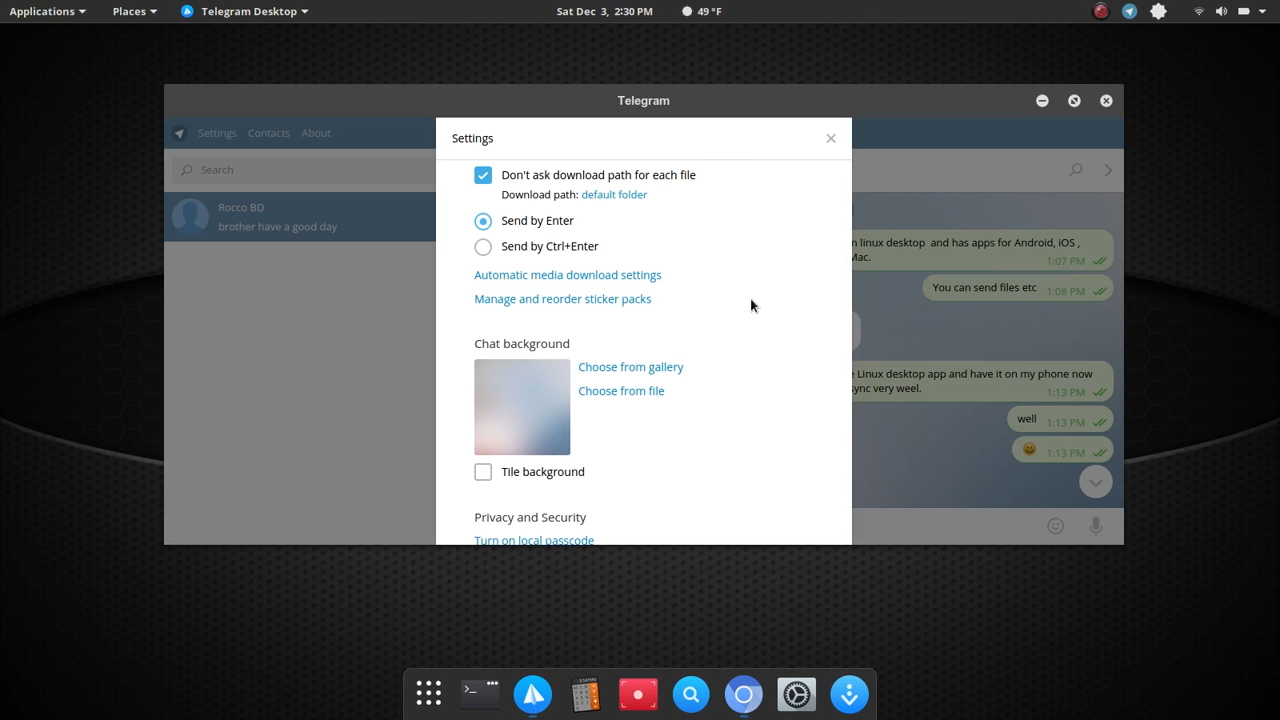 Applications Places Telegram Desktop Sat Dec 3, 2:30 PM 49 °F
Telegram
Settings Contacts About
Search
Rocco BD
brother have a good day
Settings
Don't ask download path for each file
Download path: default folder
Send by Enter
Send by Ctrl+Enter
Automatic media download settings
Manage and reorder sticker packs
Chat background
Choose from gallery
Choose from file
Tile background
Privacy and Security
Turn on local passcode
n linux desktop and has apps for Android, iOS ,
Mac.
1:07 PM
You can send files etc 1:08 PM
Linux desktop app and have it on my phone now
sync very weel.
1:13 PM
well 1:13 PM
1:13 PM